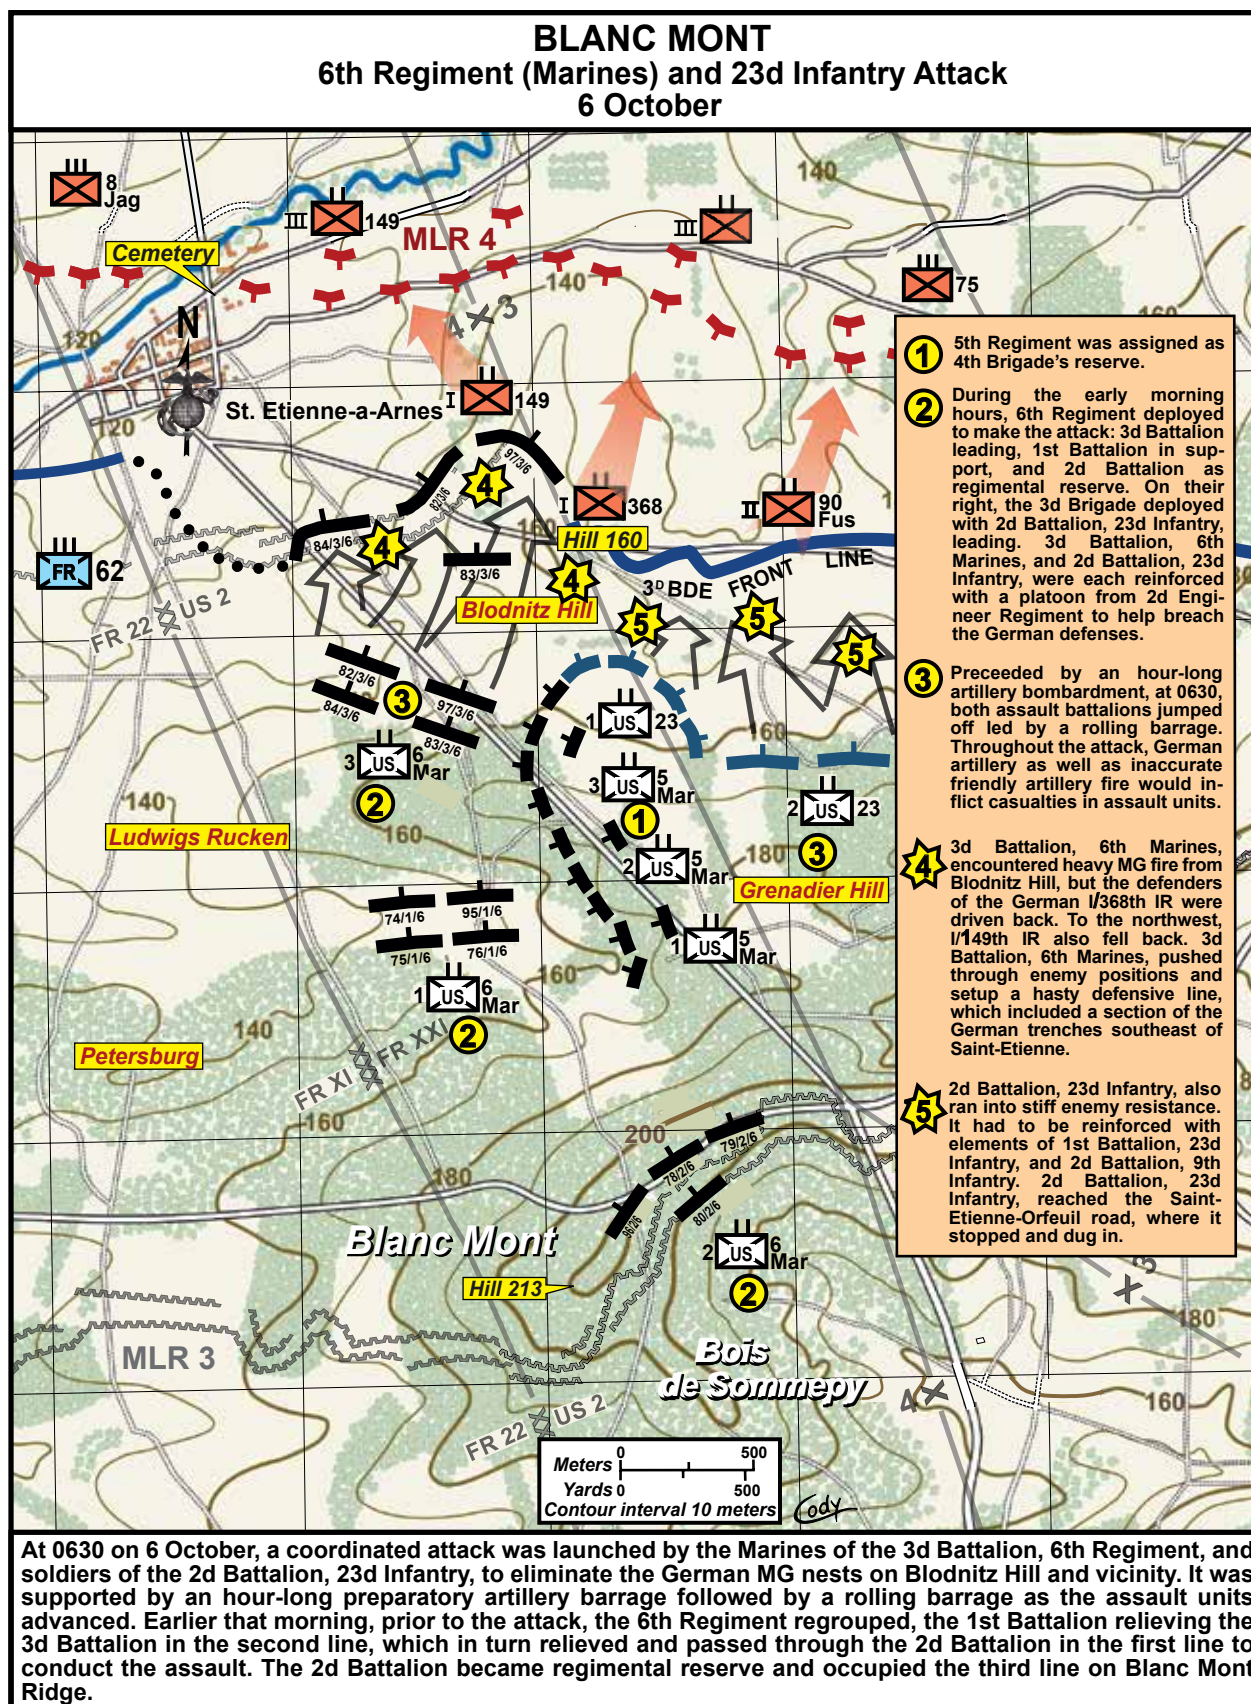 BLANC MONT
6th Regiment (Marines) and 23d Infantry Attack
6 October
8
Jag
III 149
MLR 4
III
Cemetery
75
140
140
160
120
N
4 X 3
120
St. Etienne-a-Arnes
I 149
97/3/6
82/3/6
4
84/3/6
4
83/3/6
160
I 368
II 90
Fus
Hill 160
4
LINE
FRONT
3D BDE
FR 62
Blodnitz Hill
5
5
5
FR 22 XX US 2
82/3/6
84/3/6
3
97/3/6
83/3/6
160
1 US 23
160
3 US 6
Mar
2
3 US 5
Mar
1
2 US 23
3
140
160
Ludwigs Rucken
2 US 5
Mar
180
Grenadier Hill
74/1/6
95/1/6
75/1/6
76/1/6
1 US 5
Mar
160
1 US 6
Mar
2
140
Petersburg
FR XI XXX FR XXI
160
200
79/2/6
78/2/6
180
96/2/6
80/2/6
Blanc Mont
2 US 6
Mar
2
Hill 213
X 3
180
MLR 3
Bois
de Sommepy
4 X
160
FR 22 XX US 2
Meters 0 500
Yards 0 500
Contour interval 10 meters
Cody
1
5th Regiment was assigned as
4th Brigade's reserve.
2
During the early morning
hours, 6th Regiment deployed
to make the attack: 3d Battalion
leading, 1st Battalion in sup-
port, and 2d Battalion as
regimental reserve. On their
right, the 3d Brigade deployed
with 2d Battalion, 23d Infantry,
leading. 3d Battalion, 6th
Marines, and 2d Battalion, 23d
Infantry, were each reinforced
with a platoon from 2d Engi-
neer Regiment to help breach
the German defenses.
3
Preceeded by an hour-long
artillery bombardment, at 0630,
both assault battalions jumped
off led by a rolling barrage.
Throughout the attack, German
artillery as well as inaccurate
friendly artillery fire would in-
flict casualties in assault units.
4
3d Battalion, 6th Marines,
encountered heavy MG fire from
Blodnitz Hill, but the defenders
of the German I/368th IR were
driven back. To the northwest,
I/149th IR also fell back. 3d
Battalion, 6th Marines, pushed
through enemy positions and
setup a hasty defensive line,
which included a section of the
German trenches southeast of
Saint-Etienne.
5
2d Battalion, 23d Infantry, also
ran into stiff enemy resistance.
It had to be reinforced with
elements of 1st Battalion, 23d
Infantry, and 2d Battalion, 9th
Infantry. 2d Battalion, 23d
Infantry, reached the Saint-
Etienne-Orfeuil road, where it
stopped and dug in.
At 0630 on 6 October, a coordinated attack was launched by the Marines of the 3d Battalion, 6th Regiment, and
soldiers of the 2d Battalion, 23d Infantry, to eliminate the German MG nests on Blodnitz Hill and vicinity. It was
supported by an hour-long preparatory artillery barrage followed by a rolling barrage as the assault units
advanced. Earlier that morning, prior to the attack, the 6th Regiment regrouped, the 1st Battalion relieving the
3d Battalion in the second line, which in turn relieved and passed through the 2d Battalion in the first line to
conduct the assault. The 2d Battalion became regimental reserve and occupied the third line on Blanc Mont
Ridge.